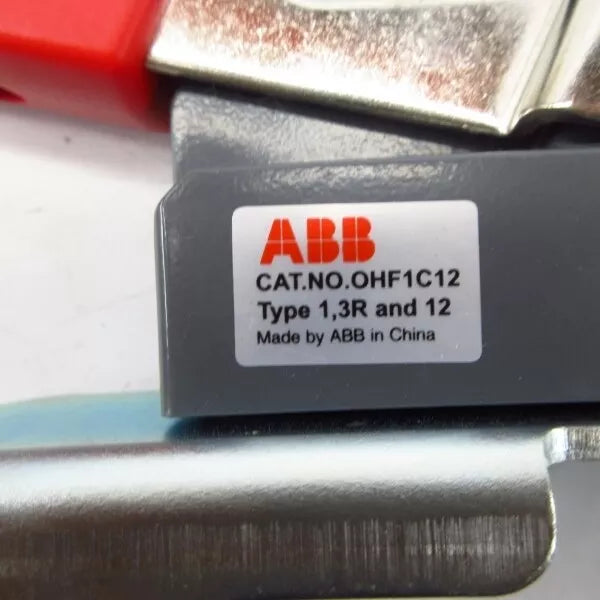 ABB
CAT.NO.OHF1C12
Type 1,3R and 12
Made by ABB in China